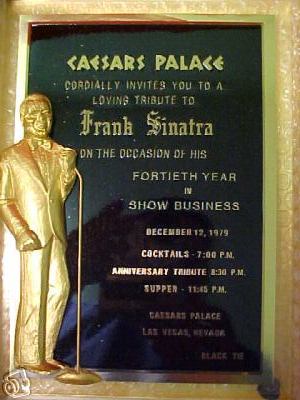 CAESARS PALACE
CORDIALLY INVITES YOU TO A
LOVING TRIBUTE TO
Frank Sinatra
ON THE OCCASION OF HIS
FORTIETH YEAR
IN
SHOW BUSINESS
DECEMBER 12, 1979
COCKTAILS - 7:00 P.M.
ANNIVERSARY TRIBUTE 8:30 P.M.
SUPPER - 11:45 P.M.
CAESARS PALACE
LAS VEGAS, NEVADA
BLACK TIE